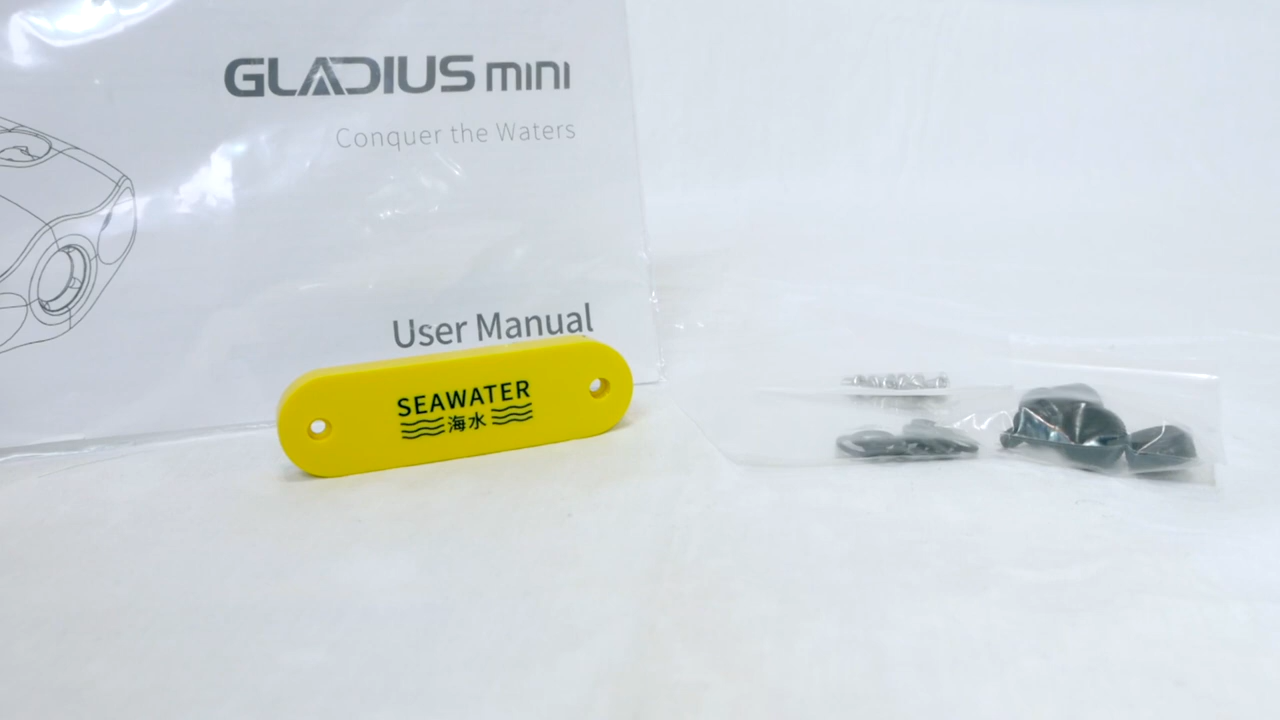 GLADIUS mini
Conquer the Waters
User Manual
SEAWATER
海水